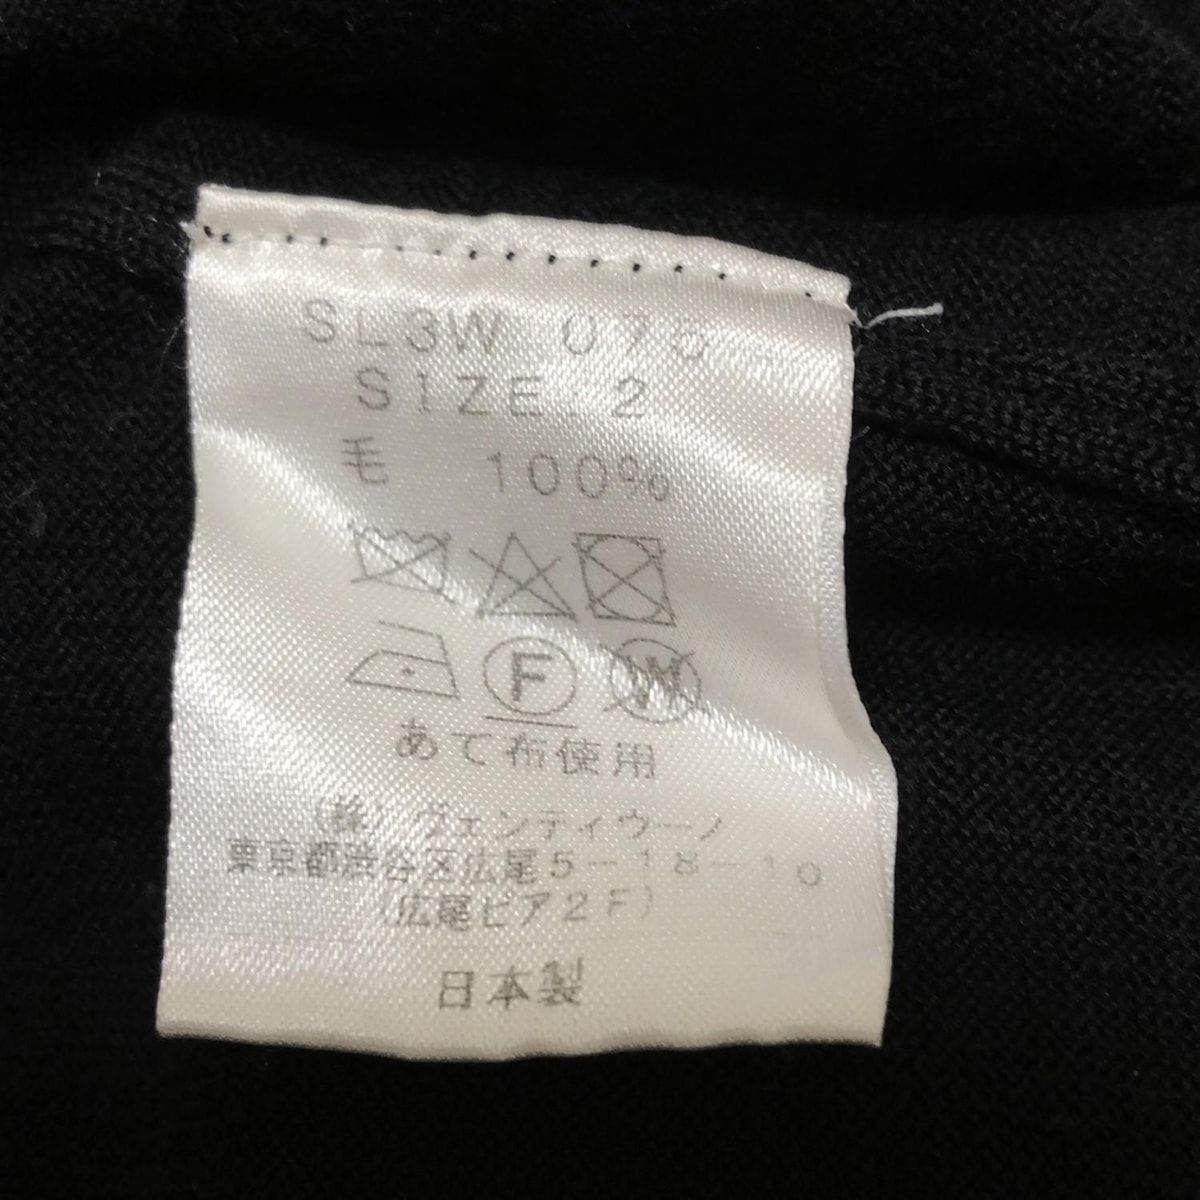 SL3W 076
SIZE 2
毛 100%
F W
あて布使用
(株)ヴェンティウーノ
東京都渋谷区広尾5-18-10
(広尾ピア2F)
日本製